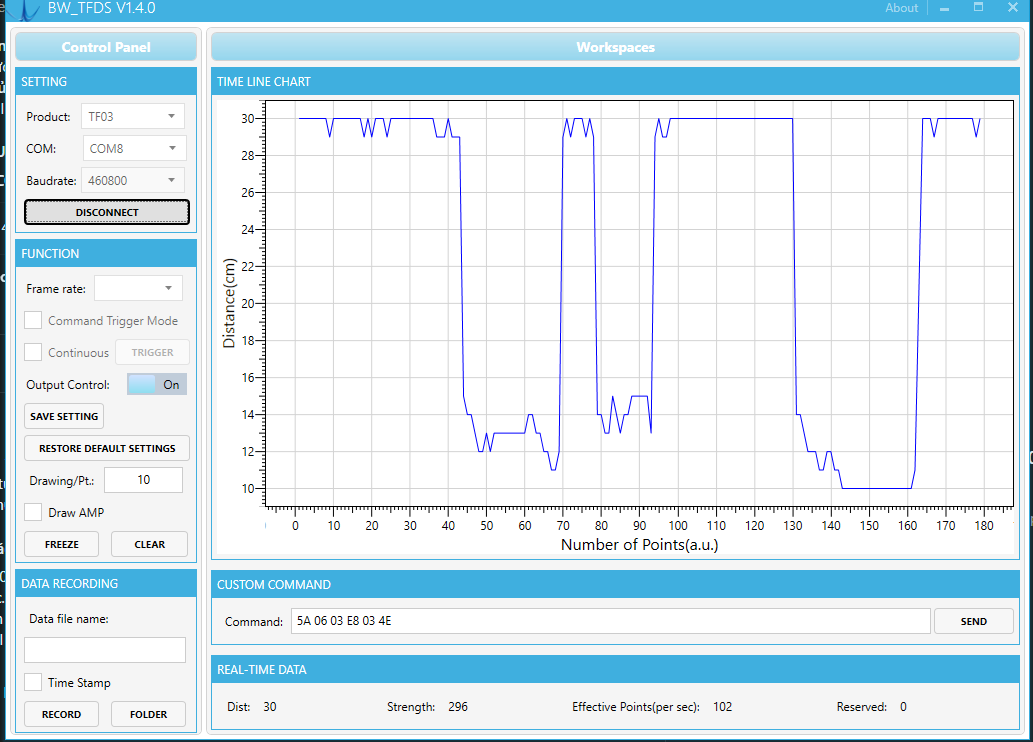 BW_TFDS V1.4.0
About
Control Panel
Workspaces
SETTING
Product: TF03
COM: COM8
Baudrate: 460800
DISCONNECT
FUNCTION
Frame rate:
Command Trigger Mode
Continuous TRIGGER
Output Control: On
SAVE SETTING
RESTORE DEFAULT SETTINGS
Drawing/Pt.: 10
Draw AMP
FREEZE CLEAR
DATA RECORDING
Data file name:
Time Stamp
RECORD FOLDER
TIME LINE CHART
Distance(cm)
30
28
26
24
22
20
18
16
14
12
10
0 10 20 30 40 50 60 70 80 90 100 110 120 130 140 150 160 170 180
Number of Points(a.u.)
CUSTOM COMMAND
Command: 5A 06 03 E8 03 4E SEND
REAL-TIME DATA
Dist: 30 Strength: 296 Effective Points(per sec): 102 Reserved: 0